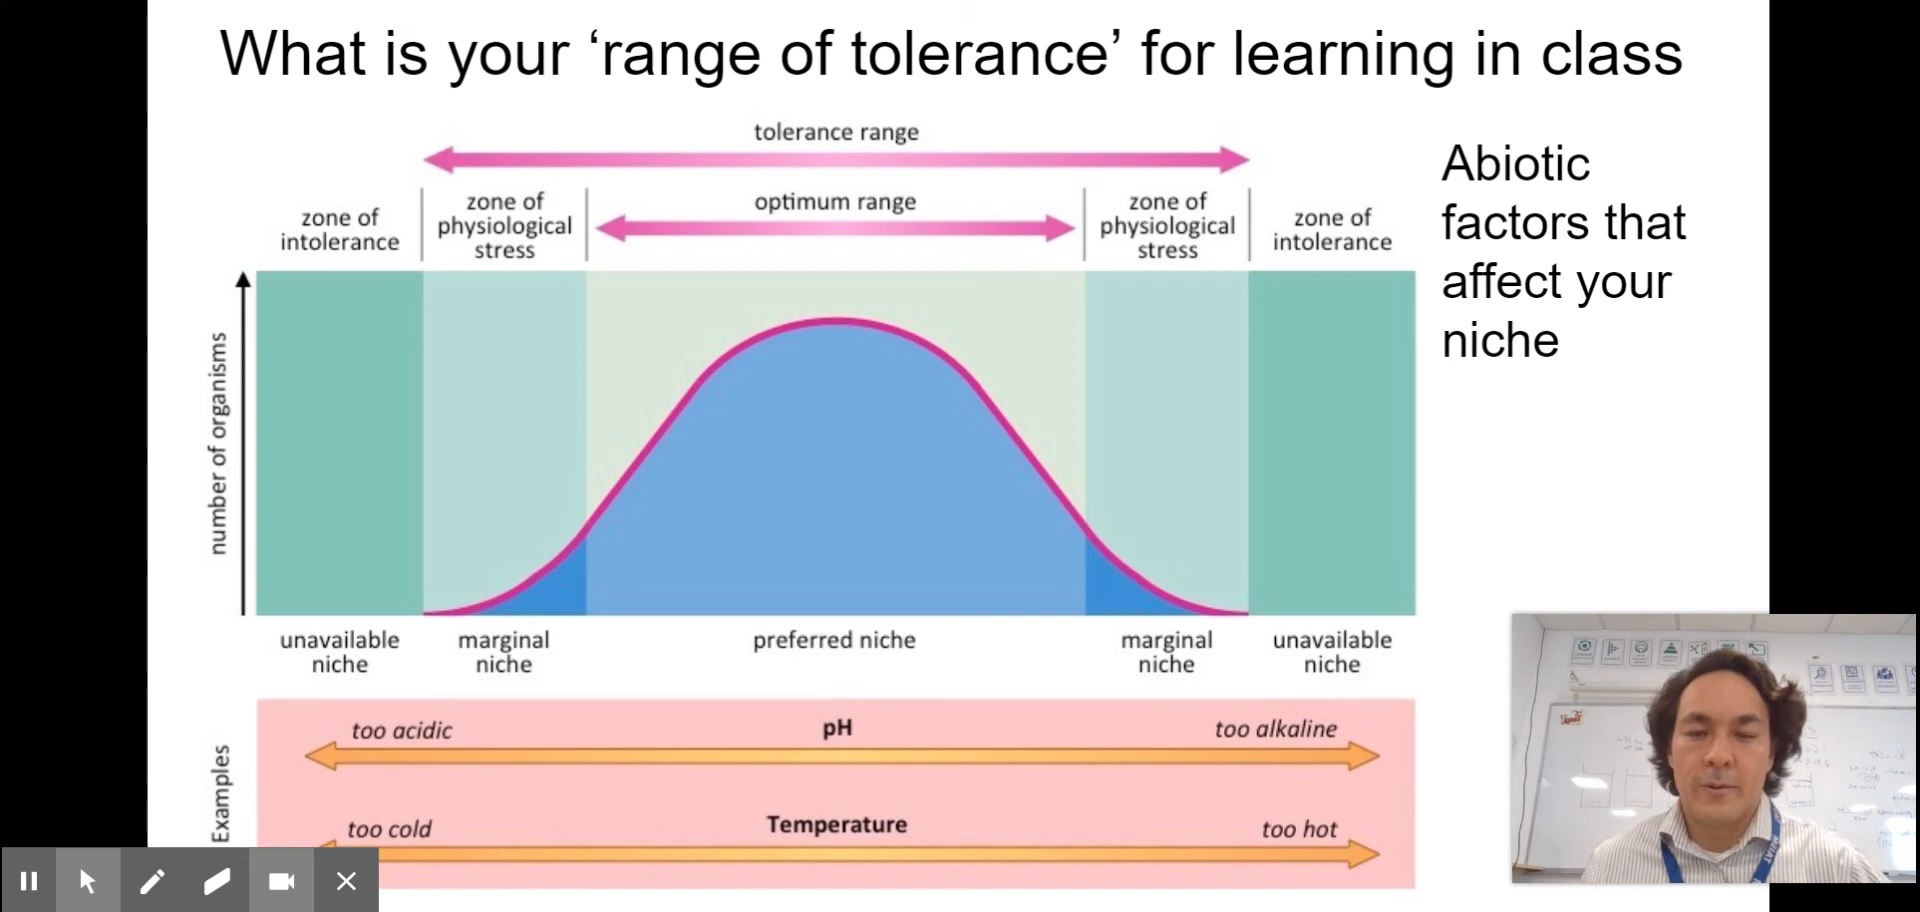 What is your ‘range of tolerance’ for learning in class
tolerance range
zone of
intolerance
zone of
physiological
stress
optimum range
zone of
physiological
stress
zone of
intolerance
Abiotic
factors that
affect your
niche
number of organisms
unavailable
niche
marginal
niche
preferred niche
marginal
niche
unavailable
niche
Examples
too acidic
pH
too alkaline
too cold
Temperature
too hot